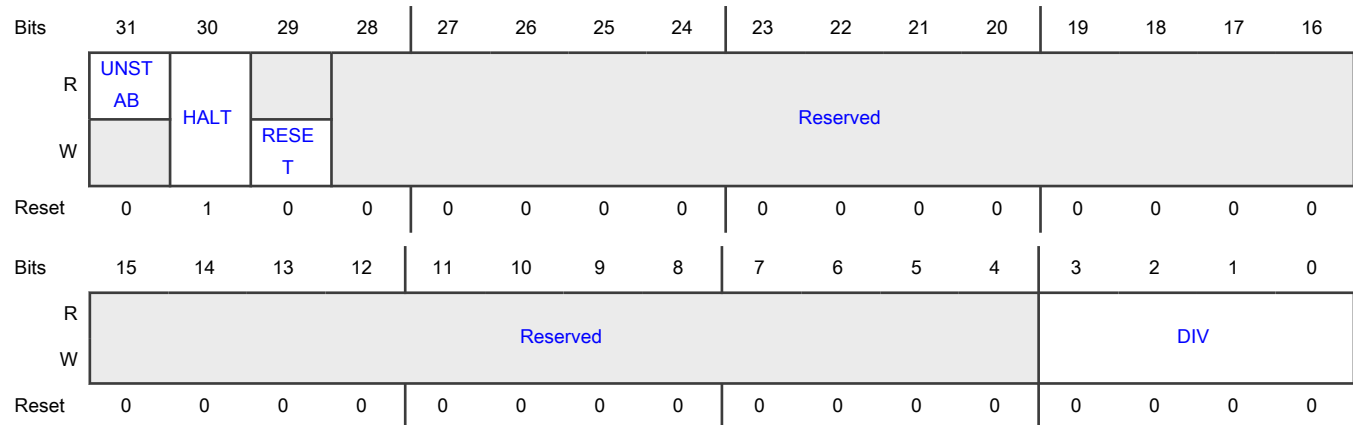 Bits 31 30 29 28 27 26 25 24 23 22 21 20 19 18 17 16
R UNST
AB
HALT Reserved
W RESE
T
Reset 0 1 0 0 0 0 0 0 0 0 0 0 0 0 0 0
Bits 15 14 13 12 11 10 9 8 7 6 5 4 3 2 1 0
R
Reserved DIV
W
Reset 0 0 0 0 0 0 0 0 0 0 0 0 0 0 0 0